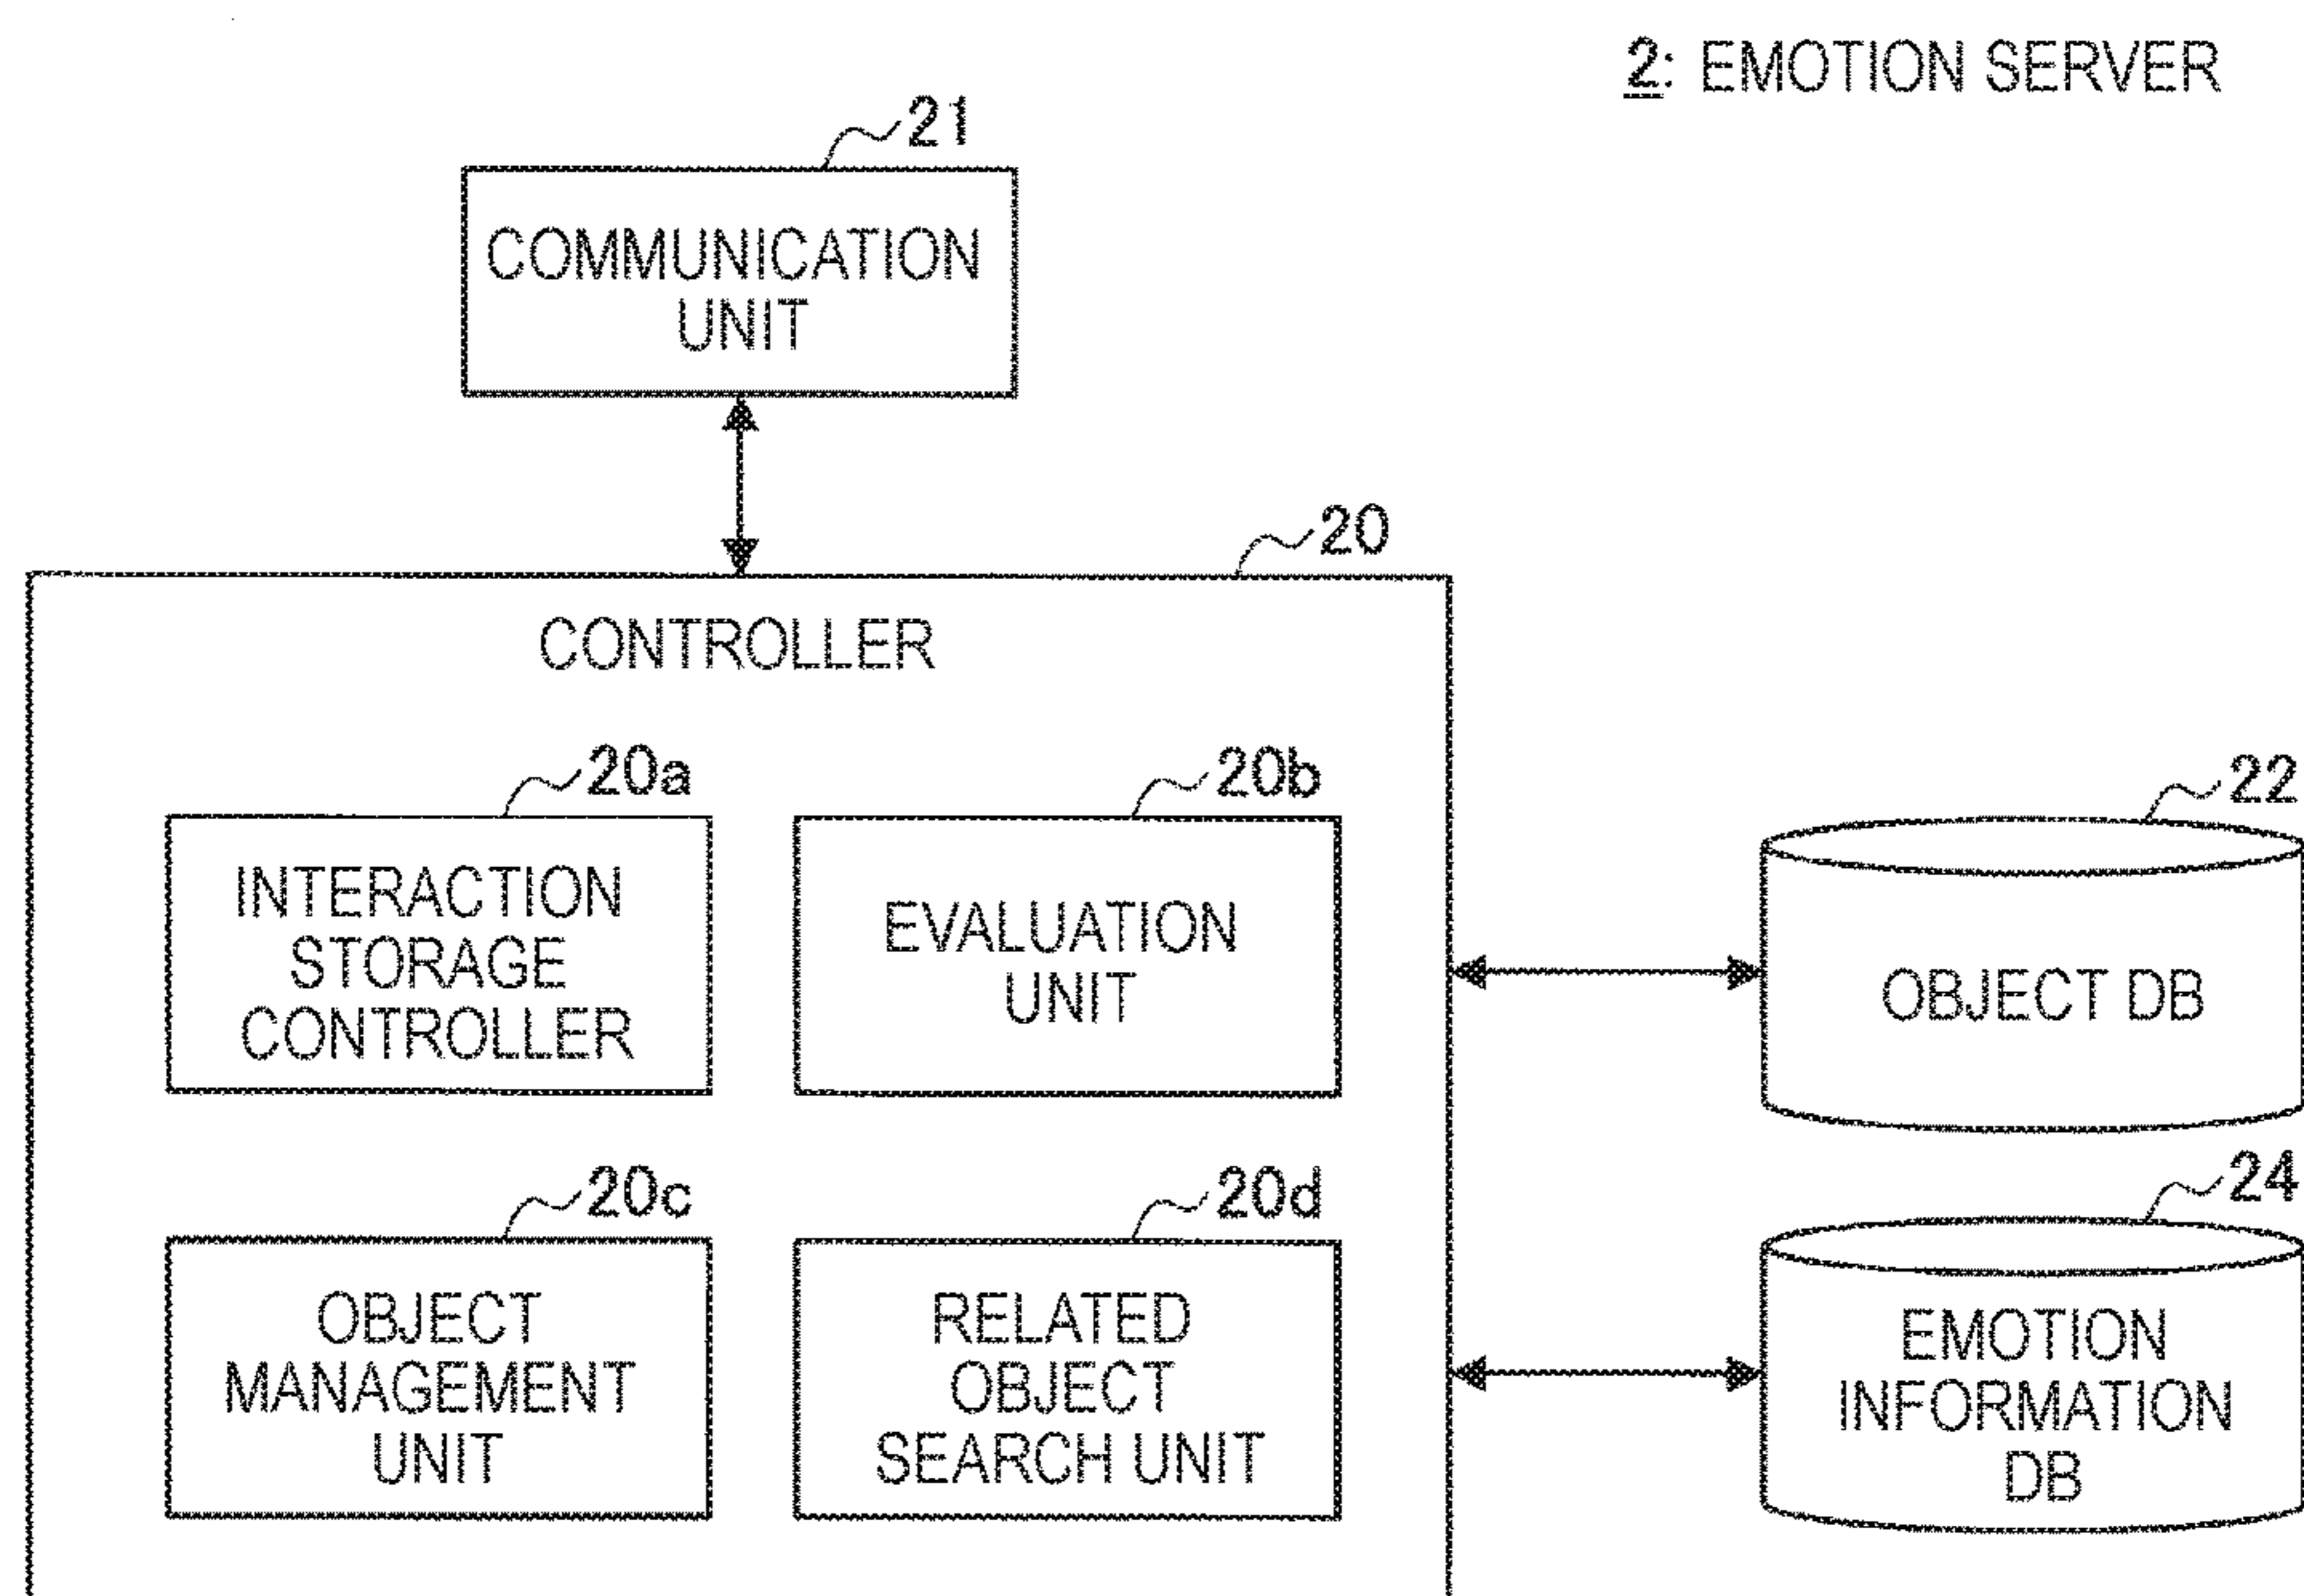 2: EMOTION SERVER
21
COMMUNICATION
UNIT
20
CONTROLLER
20a
INTERACTION
STORAGE
CONTROLLER
20b
EVALUATION
UNIT
22
OBJECT DB
20c
OBJECT
MANAGEMENT
UNIT
20d
RELATED
OBJECT
SEARCH UNIT
24
EMOTION
INFORMATION
DB